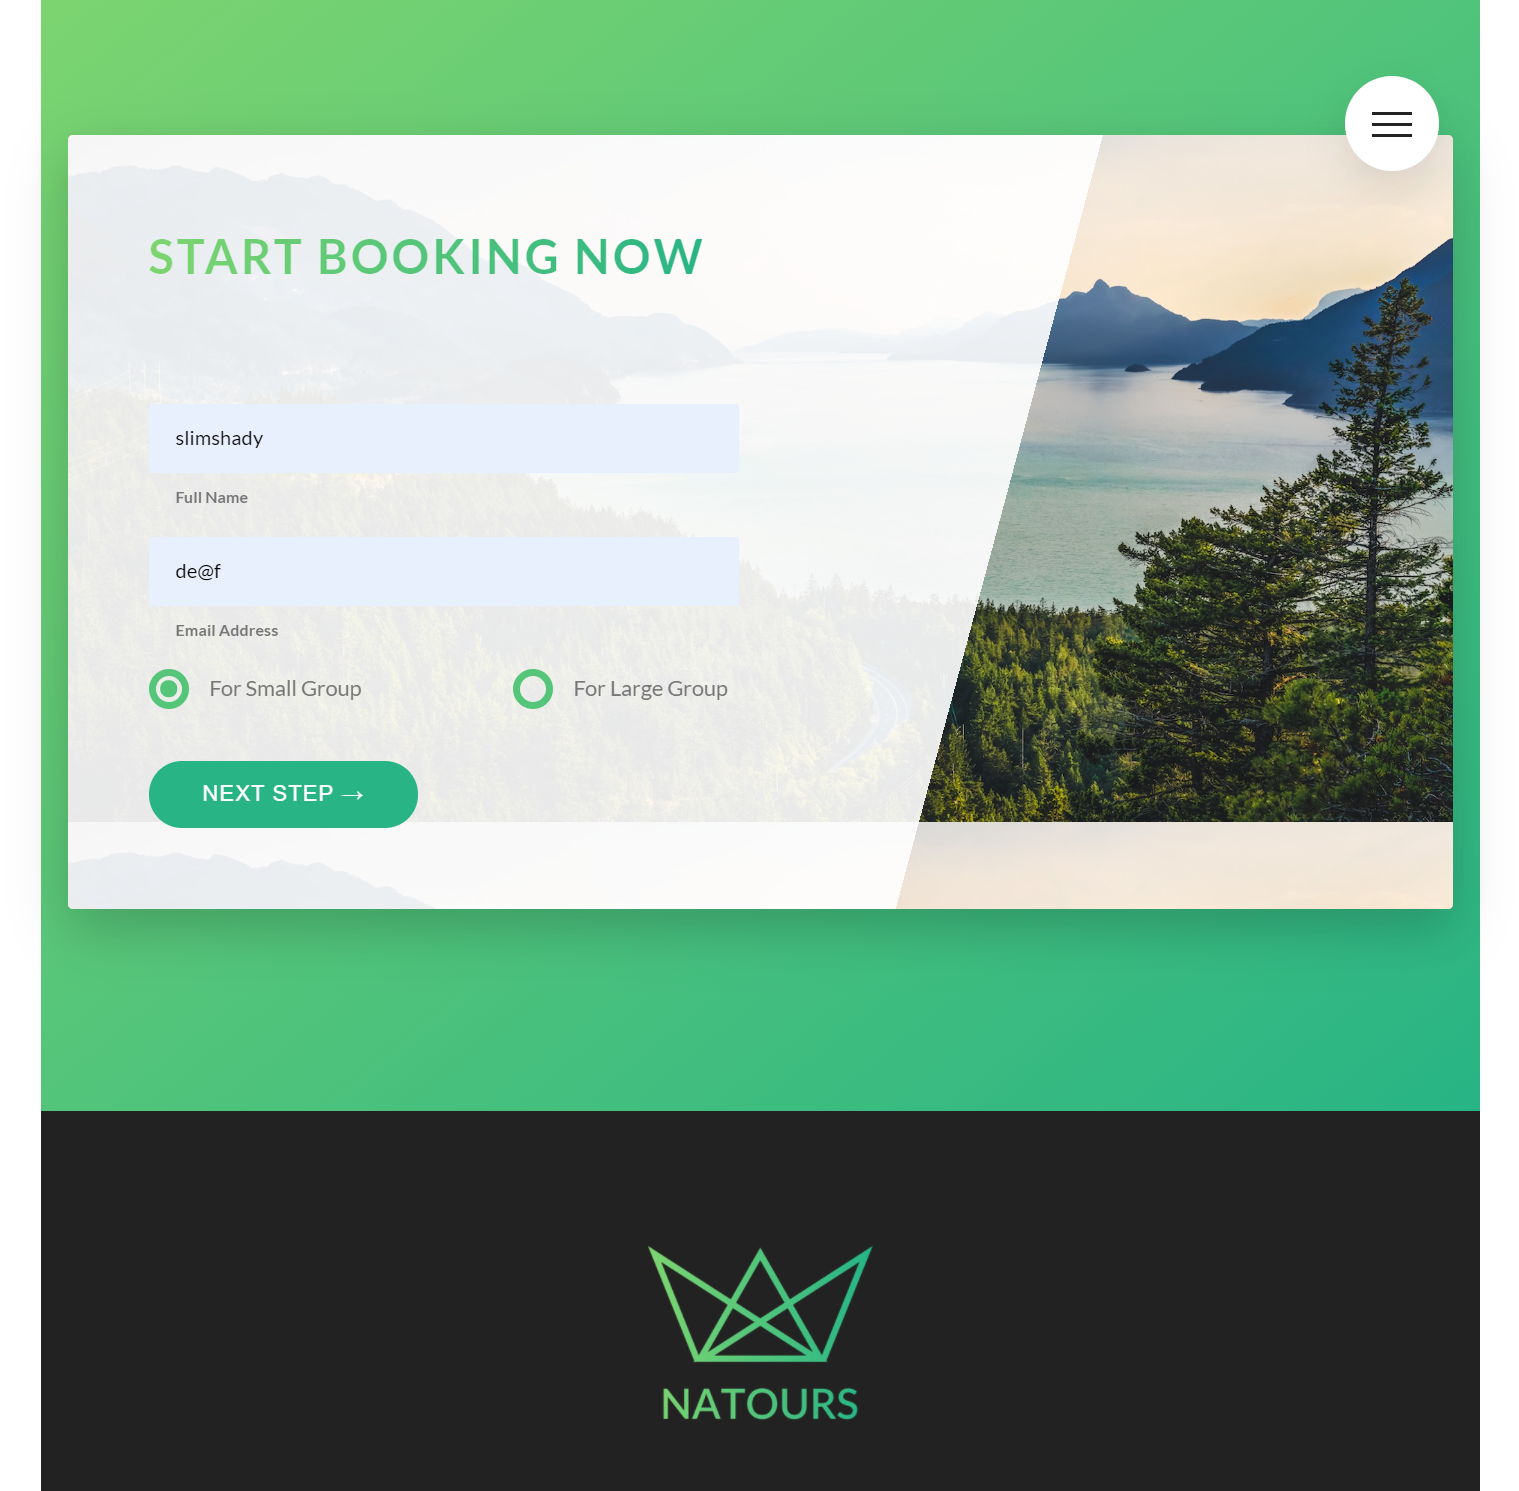 START BOOKING NOW
slimshady
Full Name
de@f
Email Address
For Small Group
For Large Group
NEXT STEP →
NATOURS